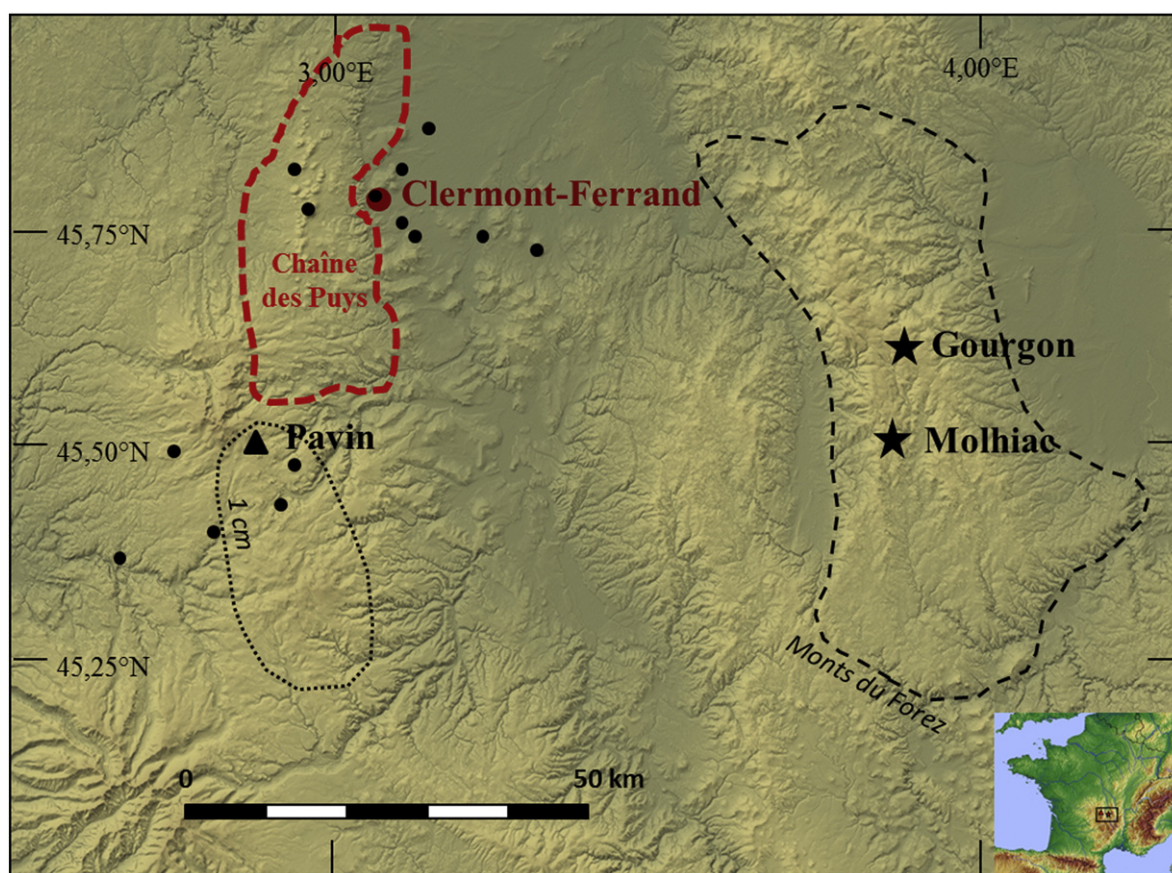 3,00°E
4,00°E
Clermont-Ferrand
45,75°N
Chaîne
des Puys
Gourgon
Pavin
Molhiac
45,50°N
1 cm
45,25°N
Monts du Forez
0
50 km